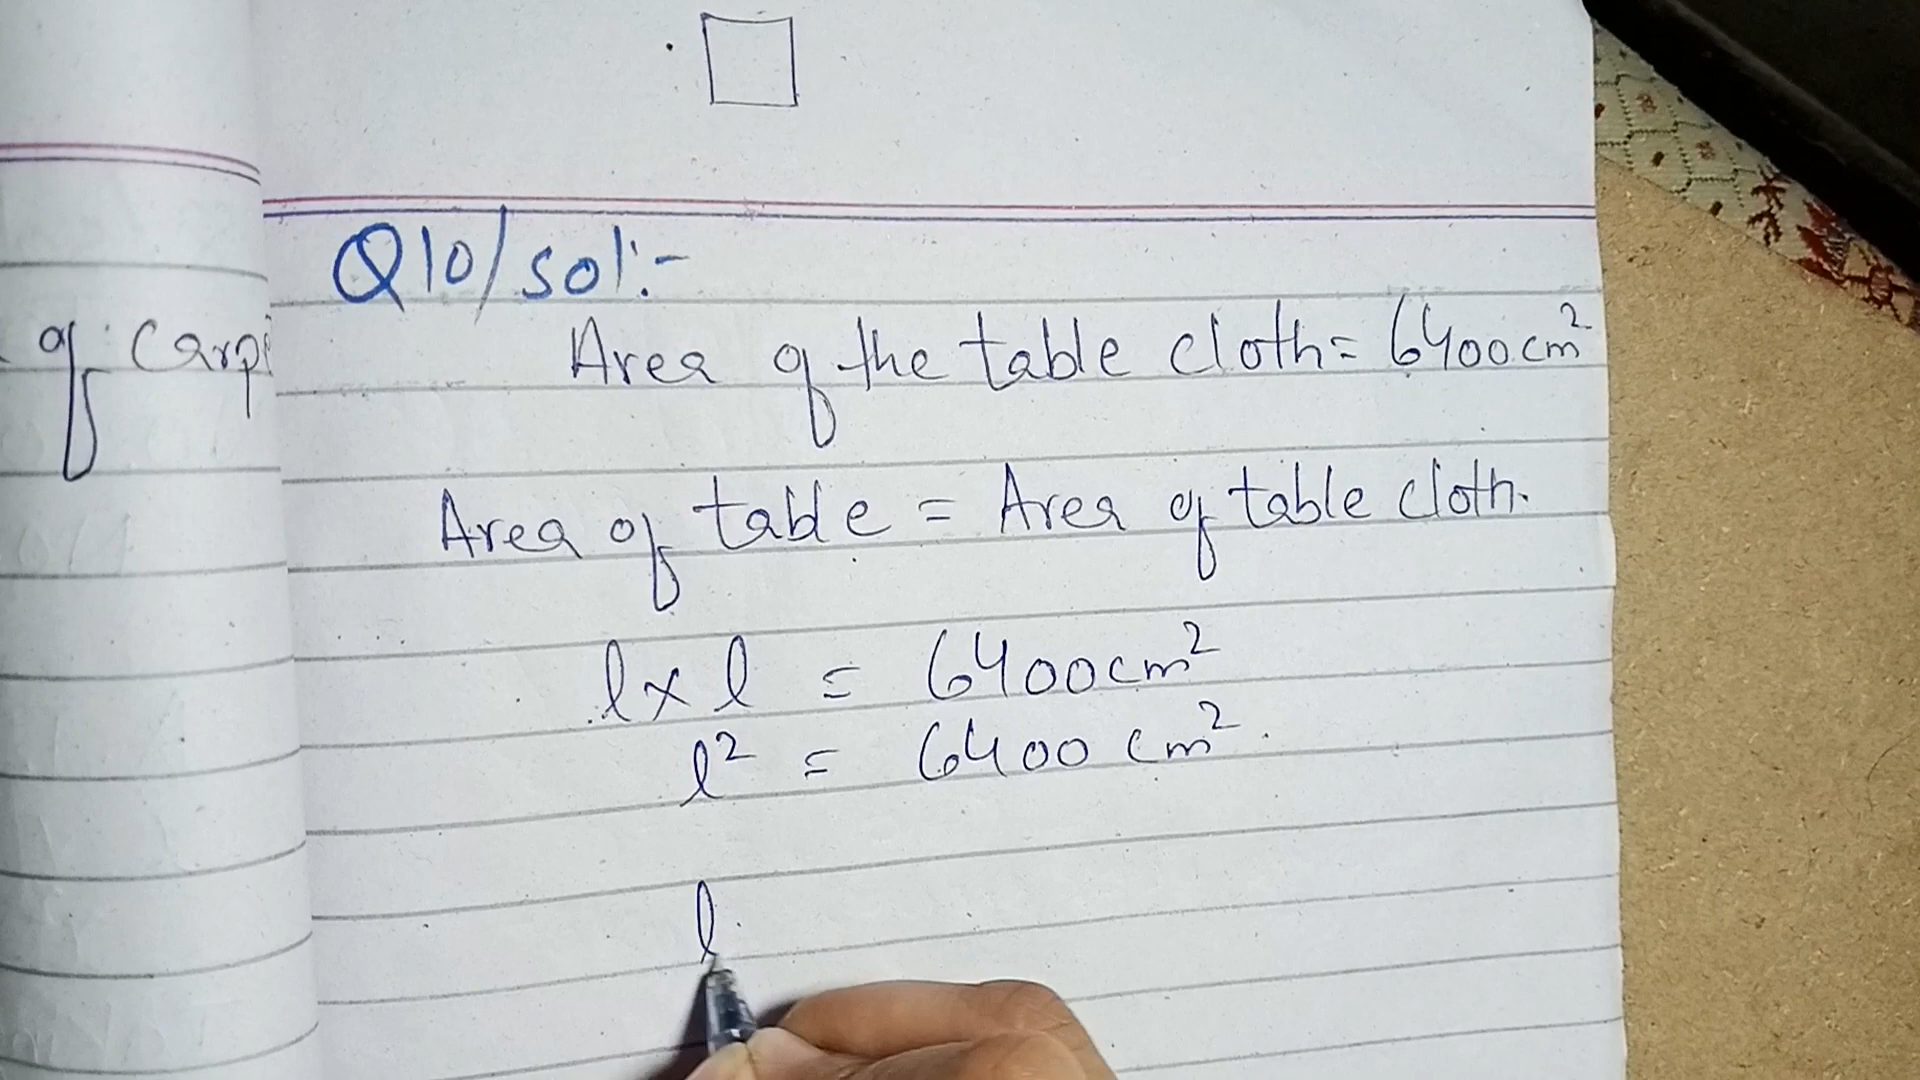 Q10/sol:-
of carp
Area of the table cloth= 6400cm²
Area of table = Area of table cloth.
l x l = 6400cm²
l² = 6400 cm².
l